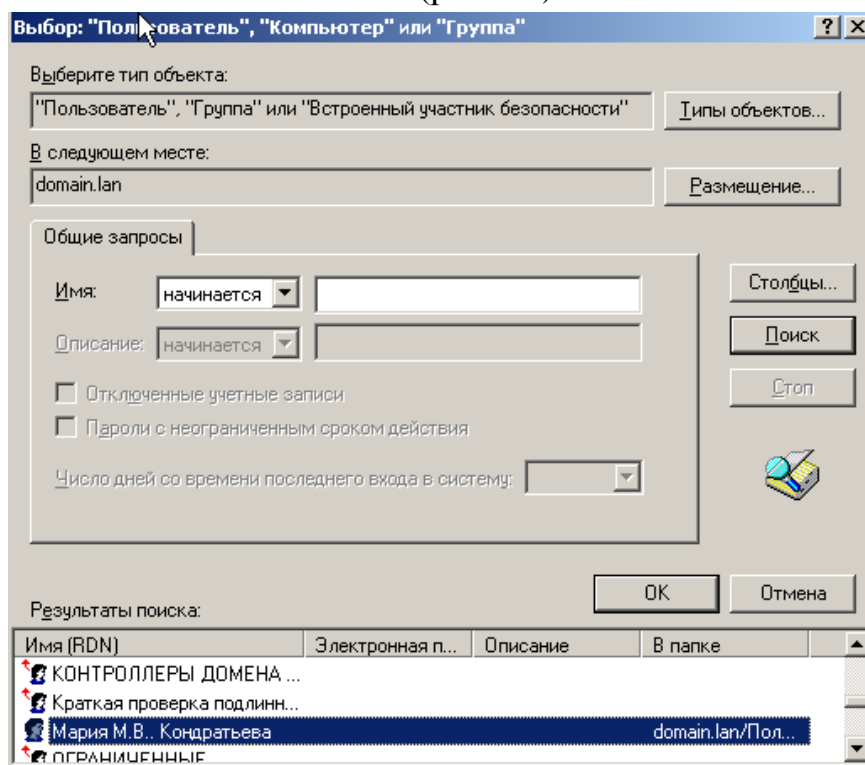 Выбор: "Пользователь", "Компьютер" или "Группа"
Выберите тип объекта:
"Пользователь", "Группа" или "Встроенный участник безопасности"
Типы объектов...
В следующем месте:
domain.lan
Размещение...
Общие запросы
Имя:
начинается
Столбцы...
Описание:
начинается
Поиск
Отключенные учетные записи
Стоп
Пароли с неограниченным сроком действия
Число дней со времени последнего входа в систему:
OK
Отмена
Результаты поиска:
Имя (RDN) Электронная п... Описание В папке
КОНТРОЛЛЕРЫ ДОМЕНА ...
Краткая проверка подлинн...
Мария М.В.. Кондратьева domain.lan/Пол...
ОГРАНИЧЕННЫЕ